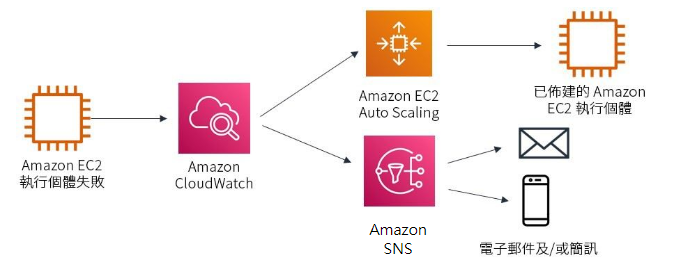 Amazon EC2
執行個體失敗
Amazon
CloudWatch
Amazon EC2
Auto Scaling
已佈建的 Amazon
EC2 執行個體
Amazon
SNS
電子郵件及/或簡訊